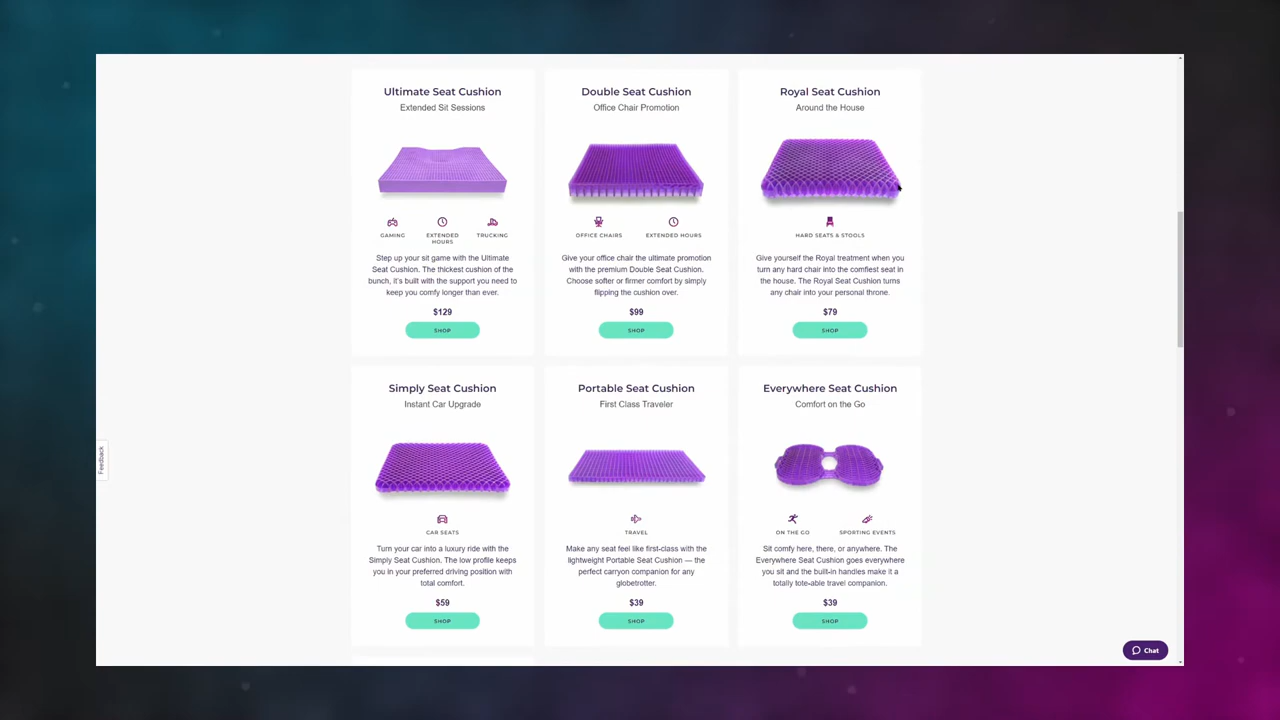 Ultimate Seat Cushion
Extended Sit Sessions
GAMING
EXTENDED
HOURS
TRUCKING
Step up your sit game with the Ultimate
Seat Cushion. The thickest cushion of the
bunch, it's built with the support you need to
keep you comfy longer than ever.
$129
SHOP
Double Seat Cushion
Office Chair Promotion
OFFICE CHAIRS
EXTENDED HOURS
Give your office chair the ultimate promotion
with the premium Double Seat Cushion.
Choose softer or firmer comfort by simply
flipping the cushion over.
$99
SHOP
Royal Seat Cushion
Around the House
HARD SEATS & STOOLS
Give yourself the Royal treatment when you
turn any hard chair into the comfiest seat in
the house. The Royal Seat Cushion turns
any chair into your personal throne.
$79
SHOP
Simply Seat Cushion
Instant Car Upgrade
CAR SEATS
Turn your car into a luxury ride with the
Simply Seat Cushion. The low profile keeps
you in your preferred driving position with
total comfort.
$59
SHOP
Portable Seat Cushion
First Class Traveler
TRAVEL
Make any seat feel like first-class with the
lightweight Portable Seat Cushion — the
perfect carryon companion for any
globetrotter.
$39
SHOP
Everywhere Seat Cushion
Comfort on the Go
ON THE GO
SPORTING EVENTS
Sit comfy here, there, or anywhere. The
Everywhere Seat Cushion goes everywhere
you sit and the built-in handles make it a
totally tote-able travel companion.
$39
SHOP
Feedback
Chat